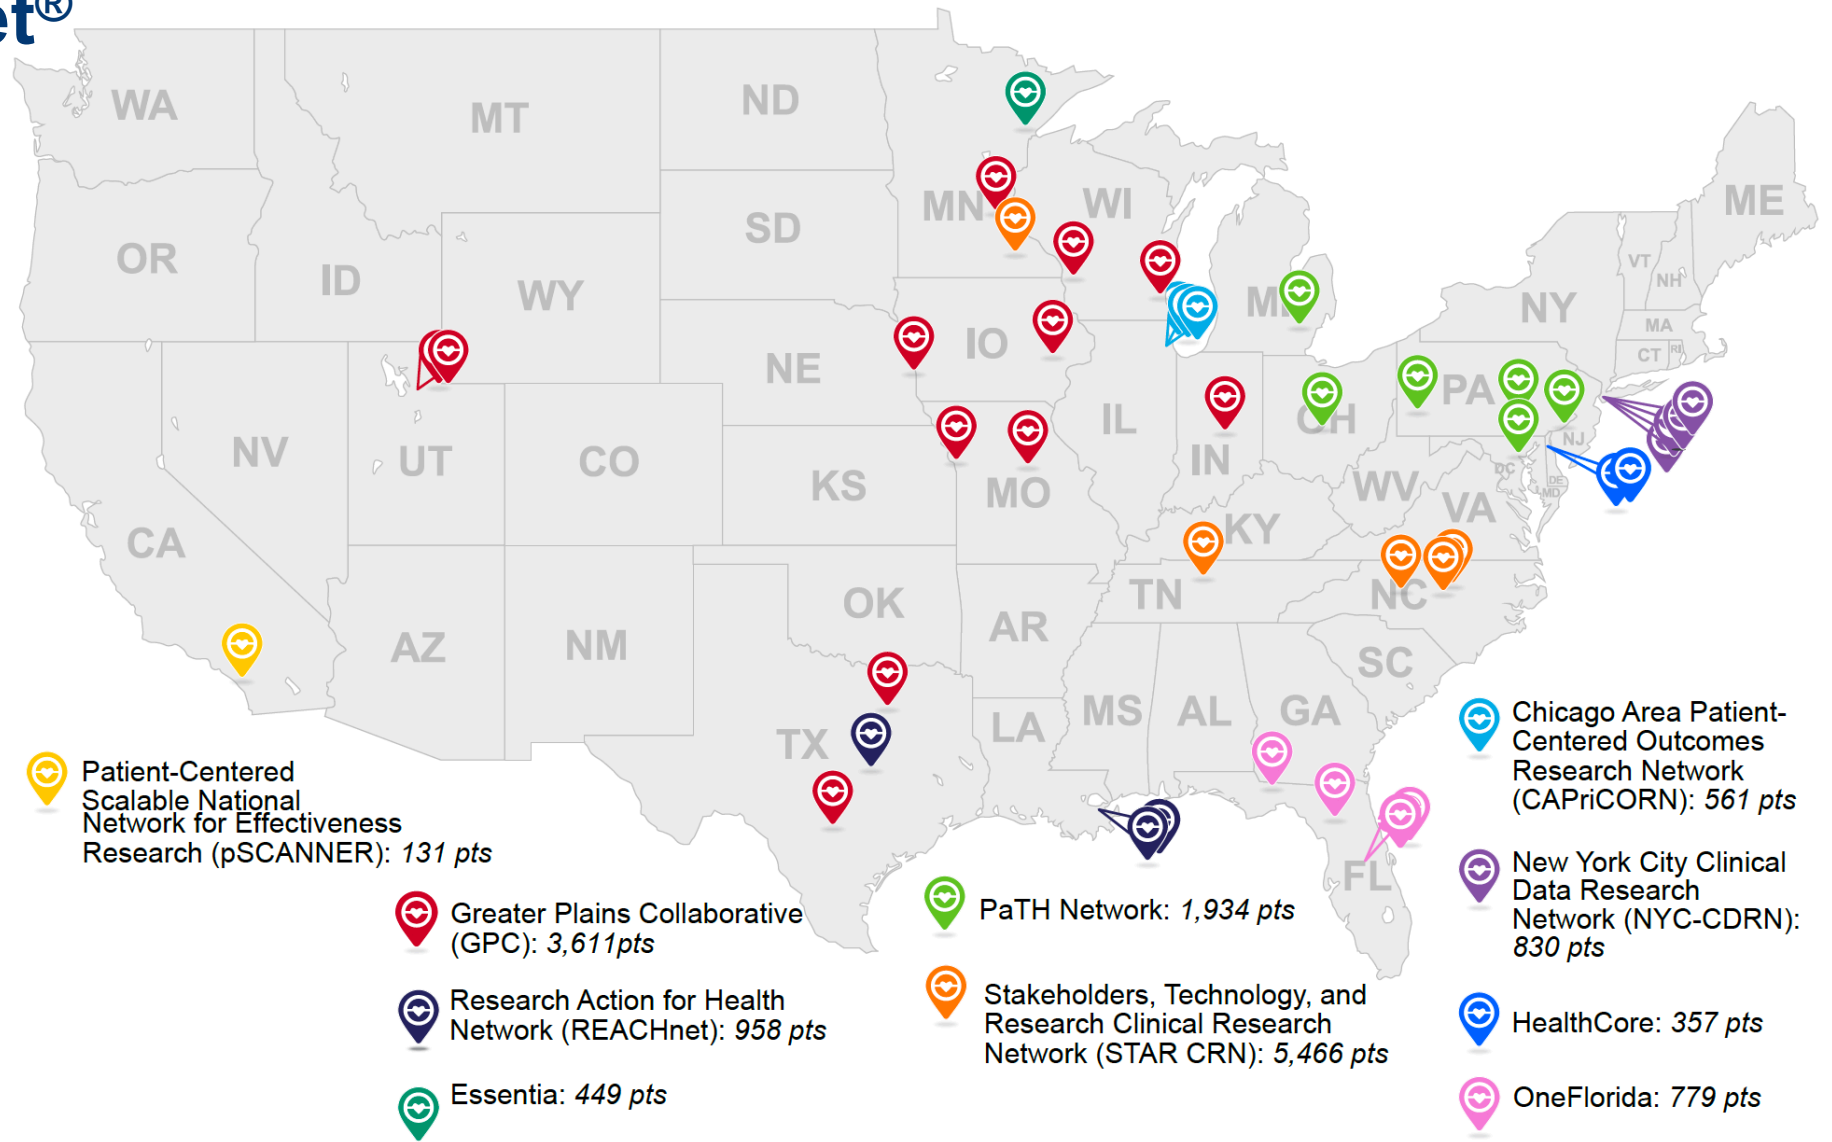 et®
WA
MT
ND
MN
WI
ME
OR
ID
SD
WY
MI
VT
NH
NY
MA
CT
RI
IO
NE
PA
IL
OH
NJ
NV
UT
CO
IN
KS
MO
WV
DC
DE
MD
VA
CA
KY
TN
NC
OK
AR
AZ
NM
SC
MS
AL
GA
LA
TX
FL
Patient-Centered
Scalable National
Network for Effectiveness
Research (pSCANNER): 131 pts
Greater Plains Collaborative
(GPC): 3,611pts
Research Action for Health
Network (REACHnet): 958 pts
Essentia: 449 pts
PaTH Network: 1,934 pts
Stakeholders, Technology, and
Research Clinical Research
Network (STAR CRN): 5,466 pts
Chicago Area Patient-
Centered Outcomes
Research Network
(CAPriCORN): 561 pts
New York City Clinical
Data Research
Network (NYC-CDRN):
830 pts
HealthCore: 357 pts
OneFlorida: 779 pts